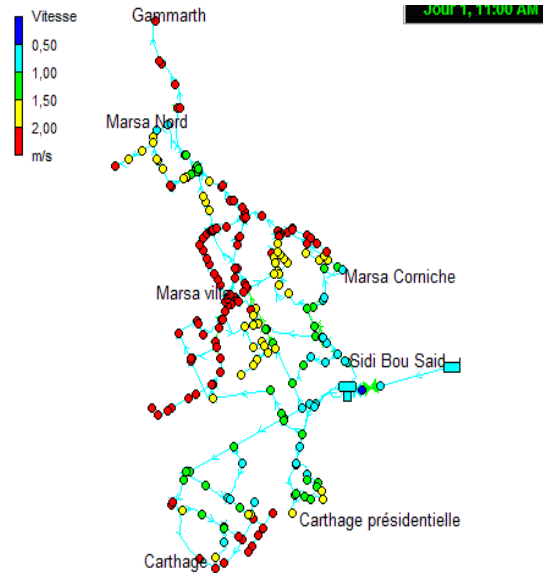 Jour 1, 11:00 AM
Vitesse
0,50
1,00
1,50
2,00
m/s
Gammarth
Marsa Nord
Marsa Corniche
Marsa ville
Sidi Bou Said
Carthage présidentielle
Carthage